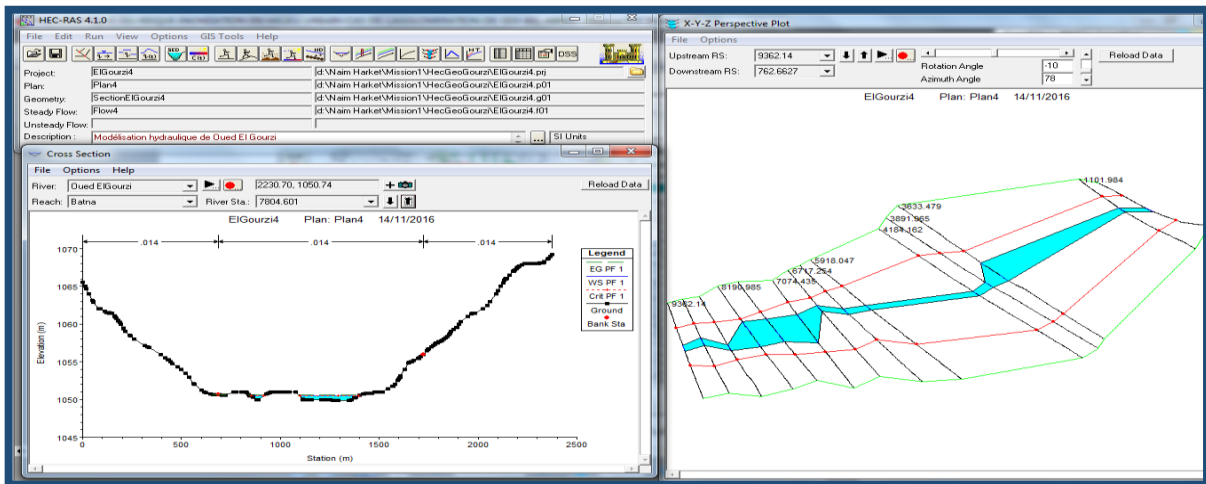 HEC-RAS 4.1.0
File Edit Run View Options GIS Tools Help
DSS
Project: ElGourzi4 d:\Naim Harket\Mission1\HecGeoGourzi\ElGourzi4.prj
Plan: Plan4 d:\Naim Harket\Mission1\HecGeoGourzi\ElGourzi4.p01
Geometry: SectionElGourzi4 d:\Naim Harket\Mission1\HecGeoGourzi\ElGourzi4.g01
Steady Flow: Flow4 d:\Naim Harket\Mission1\HecGeoGourzi\ElGourzi4.f01
Unsteady Flow:
Description : Modélisation hydraulique de Oued El Gourzi ... SI Units
Cross Section
File Options Help
River: Oued ElGourzi 2230.70, 1050.74 Reload Data
Reach: Batna River Sta.: 7804.601
ElGourzi4 Plan: Plan4 14/11/2016
.014 .014 .014
Legend
EG PF 1
WS PF 1
Crit PF 1
Ground
Bank Sta
1070
1065
1060
1055
1050
1045
Elevation (m)
0 500 1000 1500 2000 2500
Station (m)
X-Y-Z Perspective Plot
File Options
Upstream RS: 9362.14 Reload Data
Downstream RS: 762.6627
Rotation Angle -10
Azimuth Angle 78
ElGourzi4 Plan: Plan4 14/11/2016
1101.984
3633.479
3891.965
4184.162
5918.047
6717.254
7074.435
8190.985
9362.14